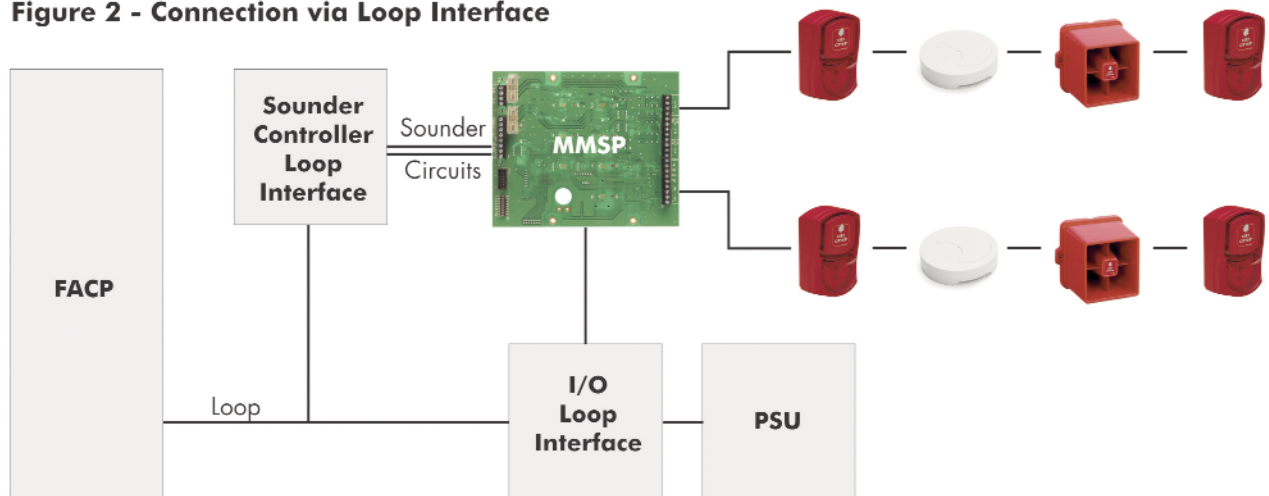 Figure 2 - Connection via Loop Interface
FACP
Sounder
Controller
Loop
Interface
Sounder
Circuits
MMSP
Loop
I/O
Loop
Interface
PSU